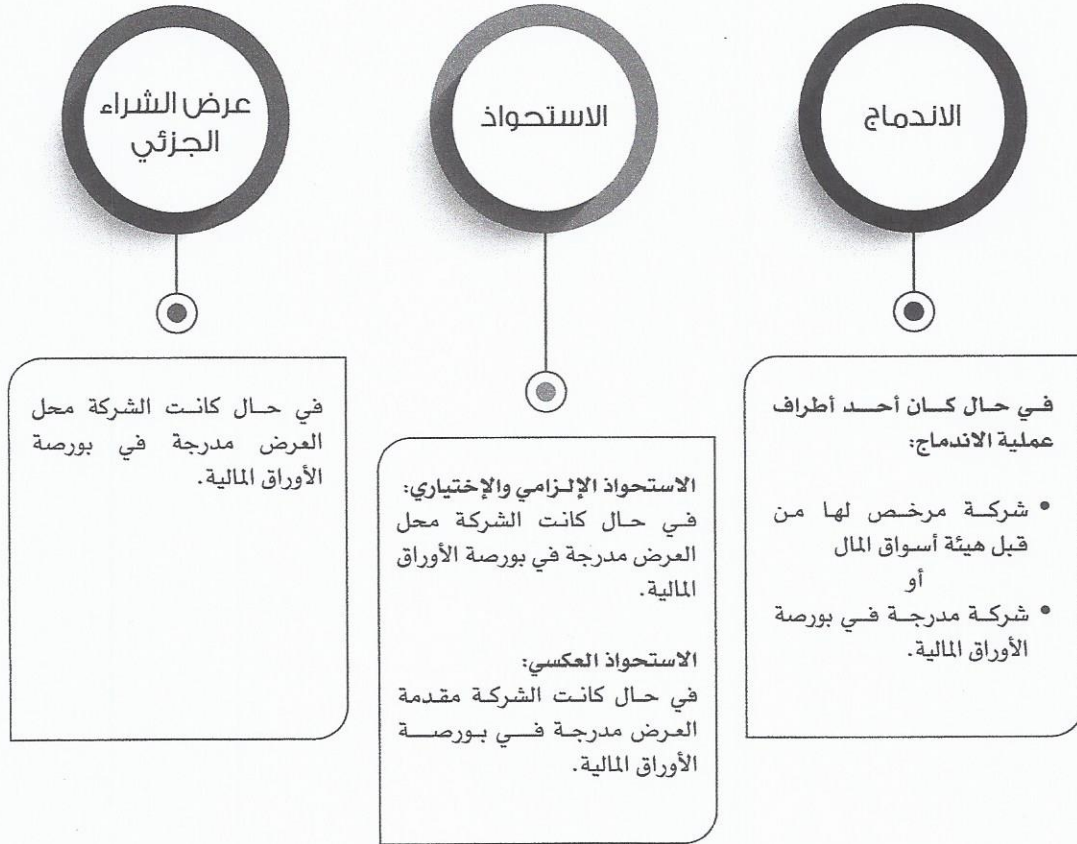 الاندماج
في حال كان أحد أطراف
عملية الاندماج:
• شركة مرخص لها من
قبل هيئة أسواق المال
أو
• شركة مدرجة في بورصة
الأوراق المالية.
الاستحواذ
الاستحواذ الإلزامي والإختياري:
في حال كانت الشركة محل
العرض مدرجة في بورصة الأوراق
المالية.
الاستحواذ العكسي:
في حال كانت الشركة مقدمة
العرض مدرجة في بورصة
الأوراق المالية.
عرض الشراء
الجزئي
في حال كانت الشركة محل
العرض مدرجة في بورصة
الأوراق المالية.